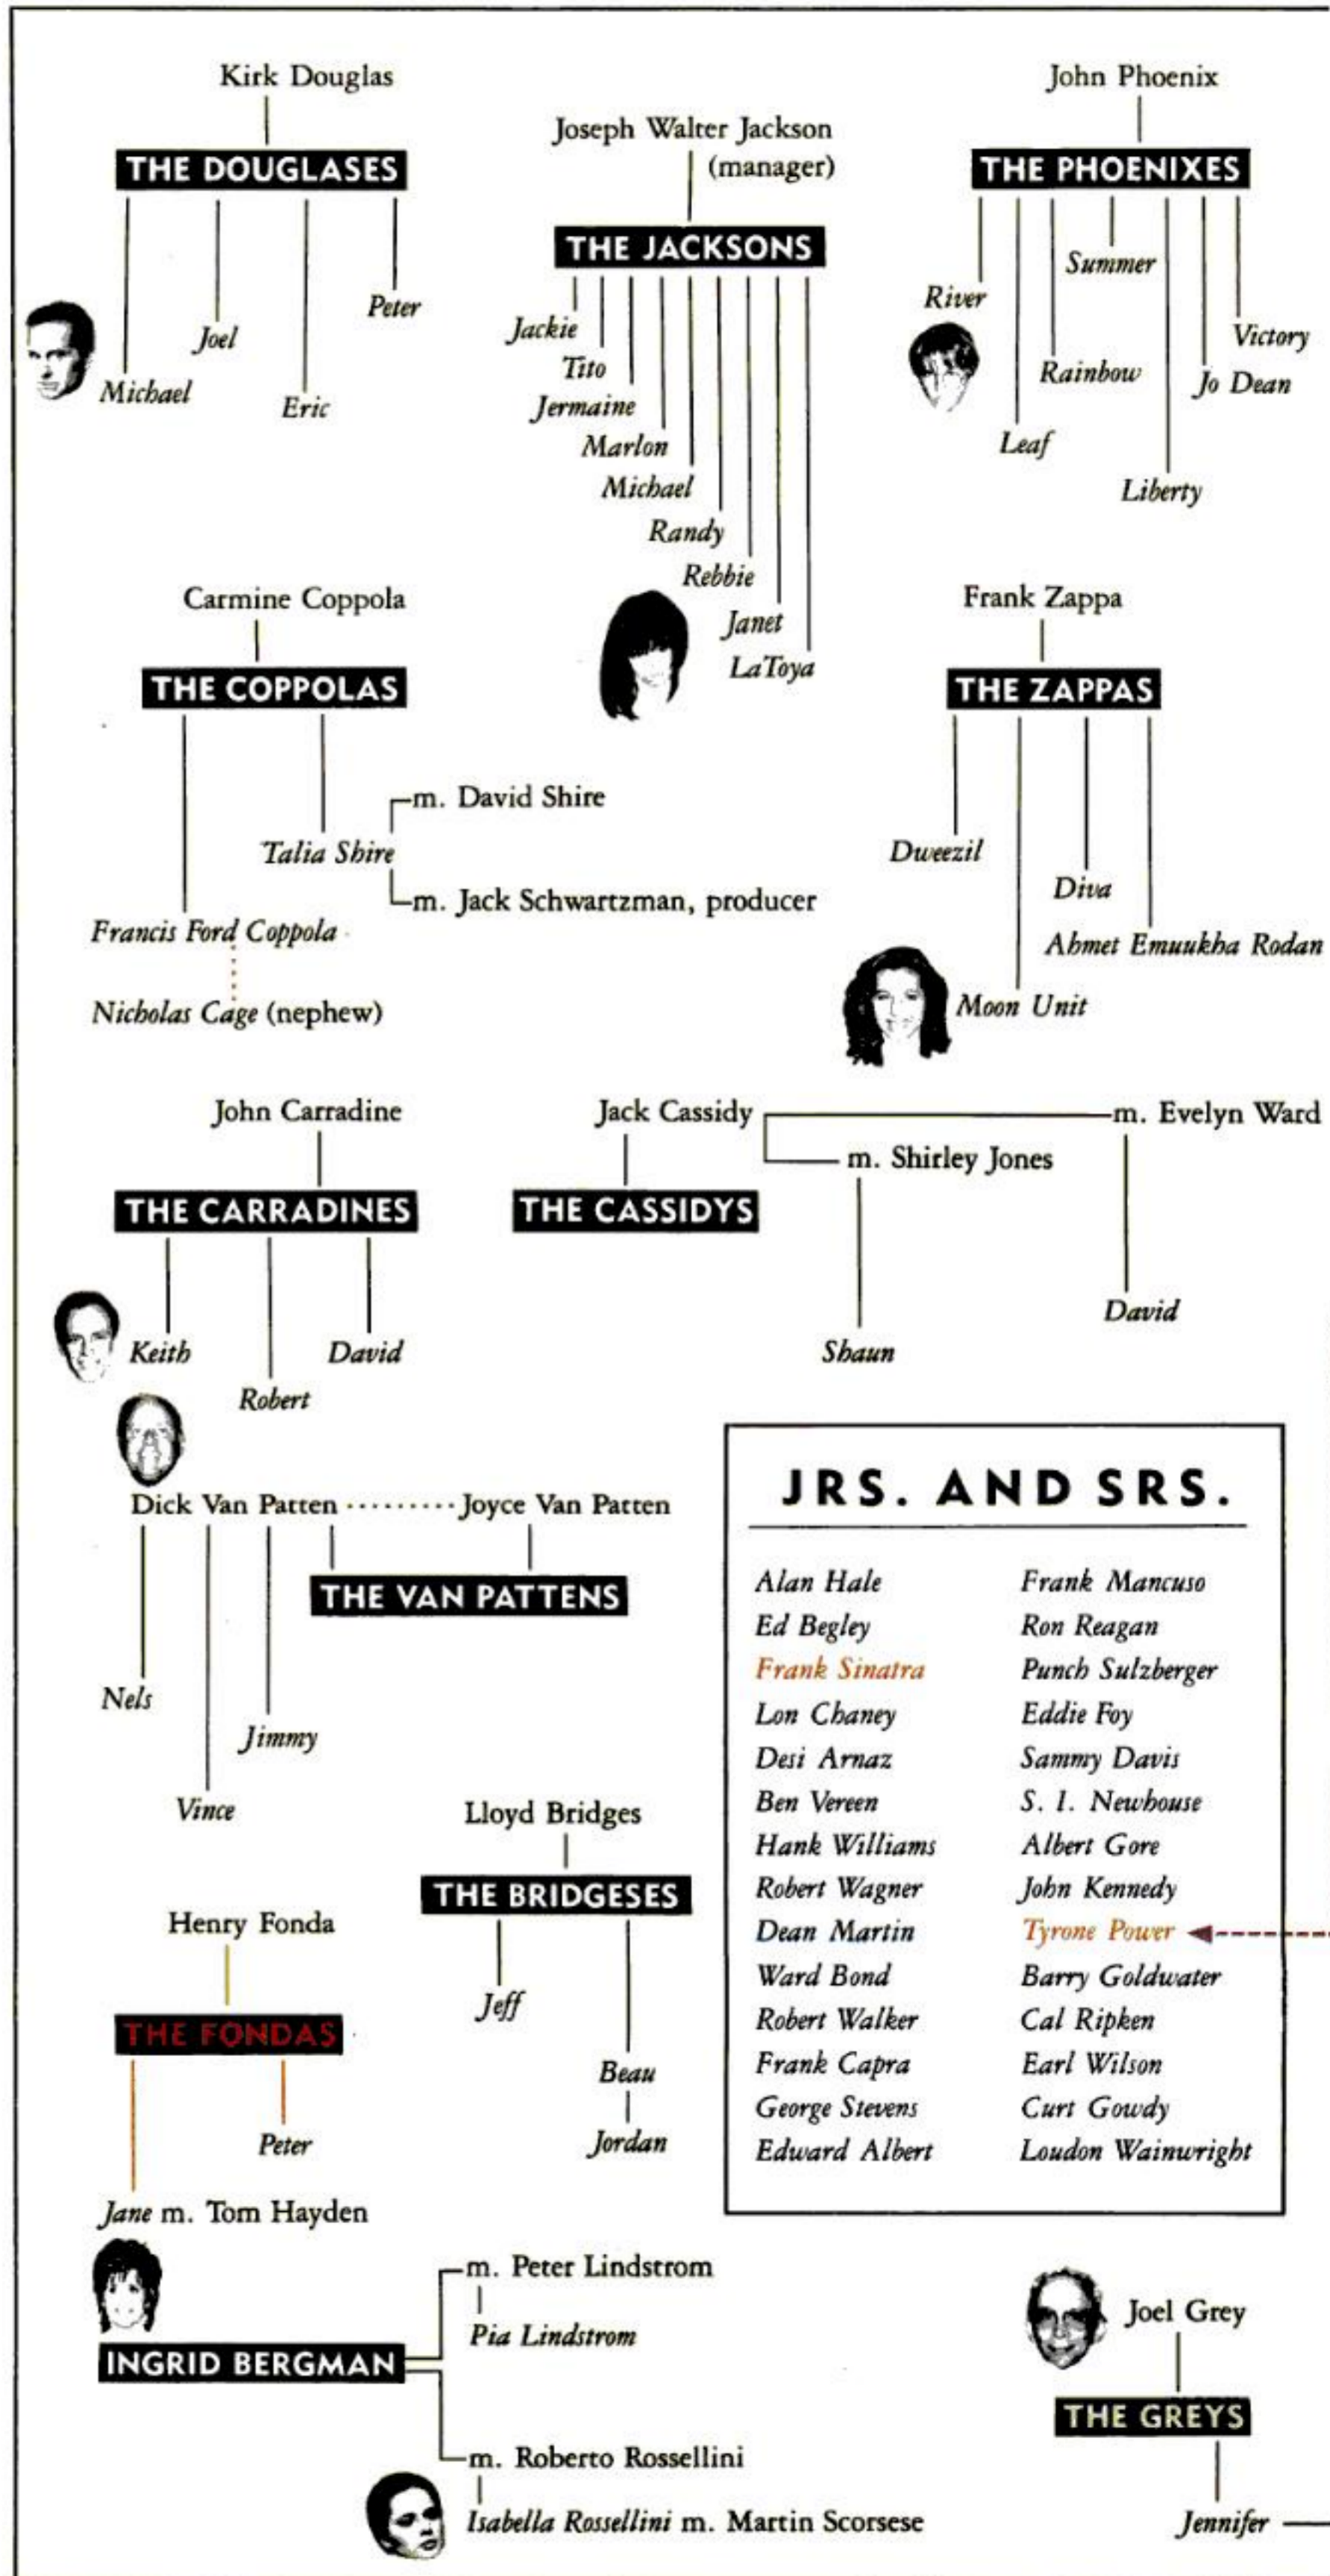 Kirk Douglas
THE DOUGLASES
Michael
Joel
Eric
Peter
Joseph Walter Jackson
(manager)
THE JACKSONS
Jackie
Tito
Jermaine
Marlon
Michael
Randy
Rebbie
Janet
LaToya
John Phoenix
THE PHOENIXES
River
Leaf
Rainbow
Summer
Liberty
Jo Dean
Victory
Carmine Coppola
THE COPPOLAS
m. David Shire
Talia Shire
m. Jack Schwartzman, producer
Francis Ford Coppola
Nicholas Cage (nephew)
Frank Zappa
THE ZAPPAS
Dweezil
Diva
Ahmet Emuukha Rodan
Moon Unit
John Carradine
THE CARRADINES
Keith
Robert
David
Jack Cassidy
m. Evelyn Ward
m. Shirley Jones
THE CASSIDYS
David
Shaun
Dick Van Patten
Joyce Van Patten
THE VAN PATTENS
Nels
Jimmy
Vince
JRS. AND SRS.
Alan Hale
Ed Begley
Frank Sinatra
Lon Chaney
Desi Arnaz
Ben Vereen
Hank Williams
Robert Wagner
Dean Martin
Ward Bond
Robert Walker
Frank Capra
George Stevens
Edward Albert
Frank Mancuso
Ron Reagan
Punch Sulzberger
Eddie Foy
Sammy Davis
S. I. Newhouse
Albert Gore
John Kennedy
Tyrone Power
Barry Goldwater
Cal Ripken
Earl Wilson
Curt Gowdy
Loudon Wainwright
Lloyd Bridges
THE BRIDGESES
Jeff
Beau
Jordan
Henry Fonda
THE FONDAS
Peter
Jane m. Tom Hayden
m. Peter Lindstrom
Pia Lindstrom
INGRID BERGMAN
m. Roberto Rossellini
Isabella Rossellini m. Martin Scorsese
Joel Grey
THE GREYS
Jennifer